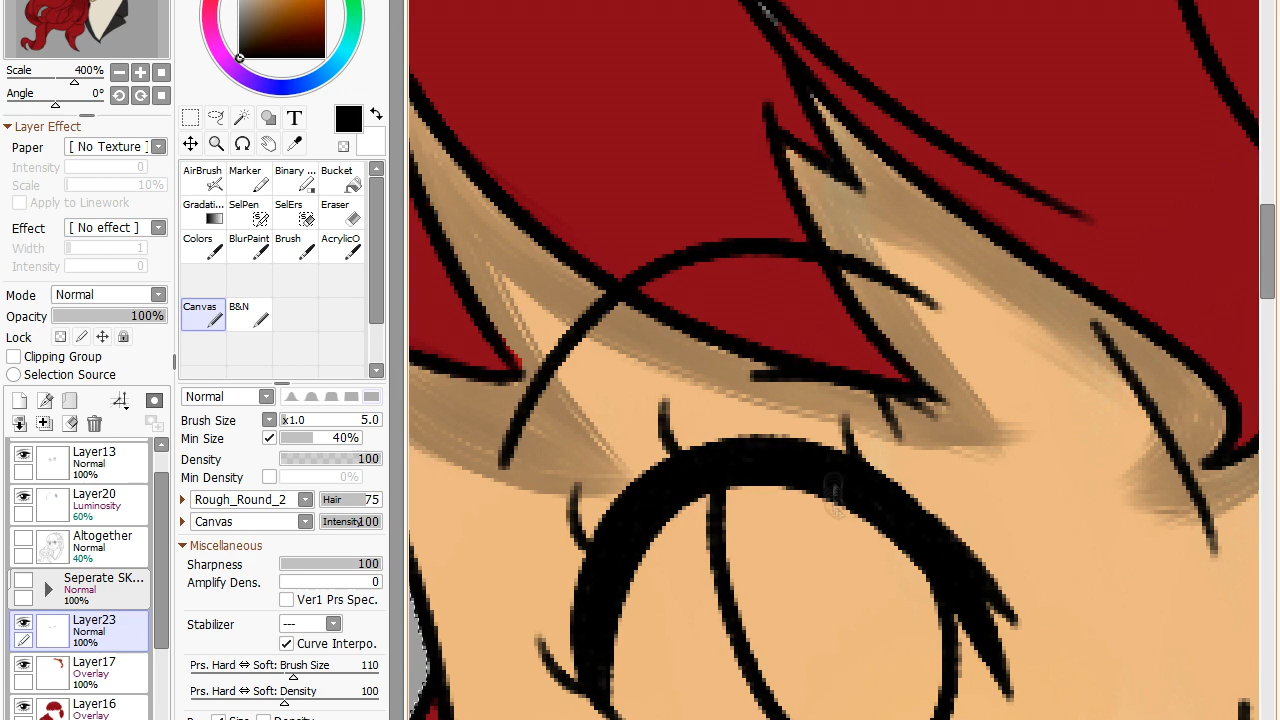 Scale 400%
Angle 0°
Layer Effect
Paper [ No Texture ]
Intensity 0
Scale 10%
Apply to Linework
Effect [ No effect ]
Width 1
Intensity 0
Mode Normal
Opacity 100%
Lock
Clipping Group
Selection Source
Layer13
Normal
100%
Layer20
Luminosity
60%
Altogether
Normal
40%
Seperate SK...
Normal
100%
Layer23
Normal
100%
Layer17
Overlay
100%
Layer16
Overlay
T
AirBrush Marker Binary ... Bucket
Gradati... SelPen SelErs Eraser
Colors BlurPaint Brush AcrylicO
Canvas B&N
Normal
Brush Size x1.0 5.0
Min Size 40%
Density 100
Min Density 0%
Rough_Round_2 Hair 75
Canvas Intensity 100
Miscellaneous
Sharpness 100
Amplify Dens. 0
Ver1 Prs Spec.
Stabilizer ---
Curve Interpo.
Prs. Hard ⇔ Soft: Brush Size 110
Prs. Hard ⇔ Soft: Density 100